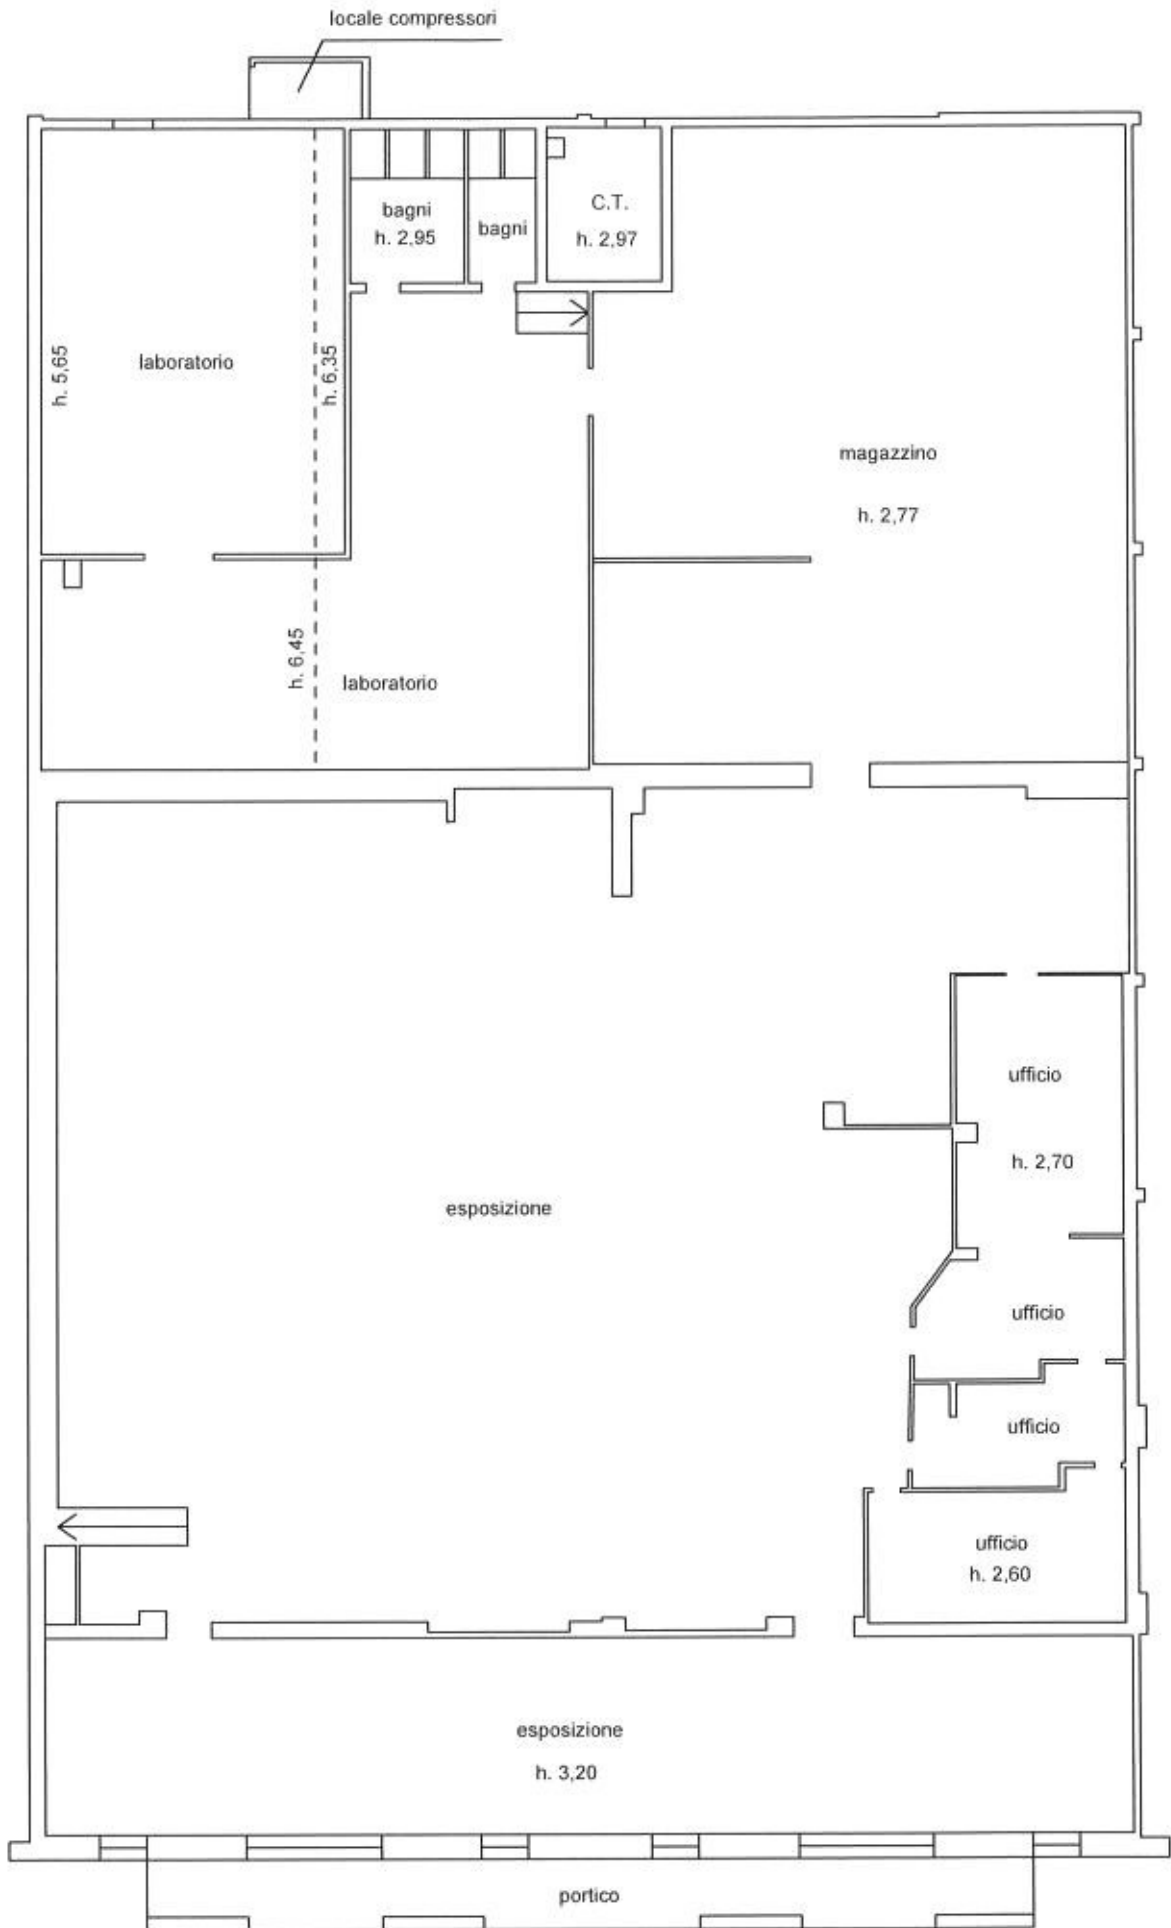 locale compressori
bagni
h. 2,95
bagni
C.T.
h. 2,97
h. 5,65
laboratorio
h. 6,35
magazzino
h. 2,77
h. 6,45
laboratorio
ufficio
h. 2,70
esposizione
ufficio
ufficio
ufficio
h. 2,60
esposizione
h. 3,20
portico